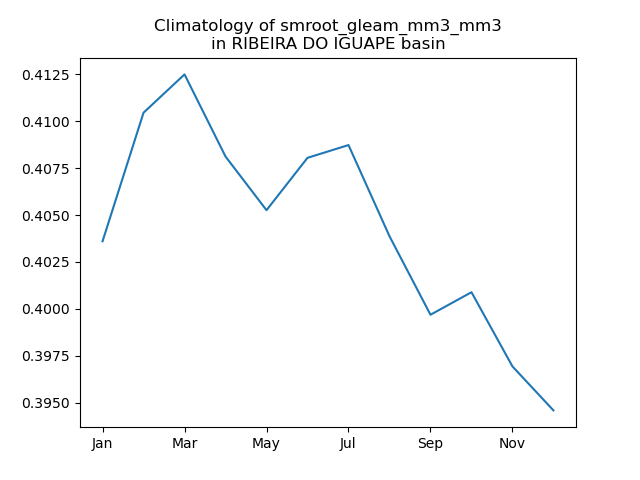 Climatology of smroot_gleam_mm3_mm3
in RIBEIRA DO IGUAPE basin
0.4125
0.4100
0.4075
0.4050
0.4025
0.4000
0.3975
0.3950
Jan Mar May Jul Sep Nov